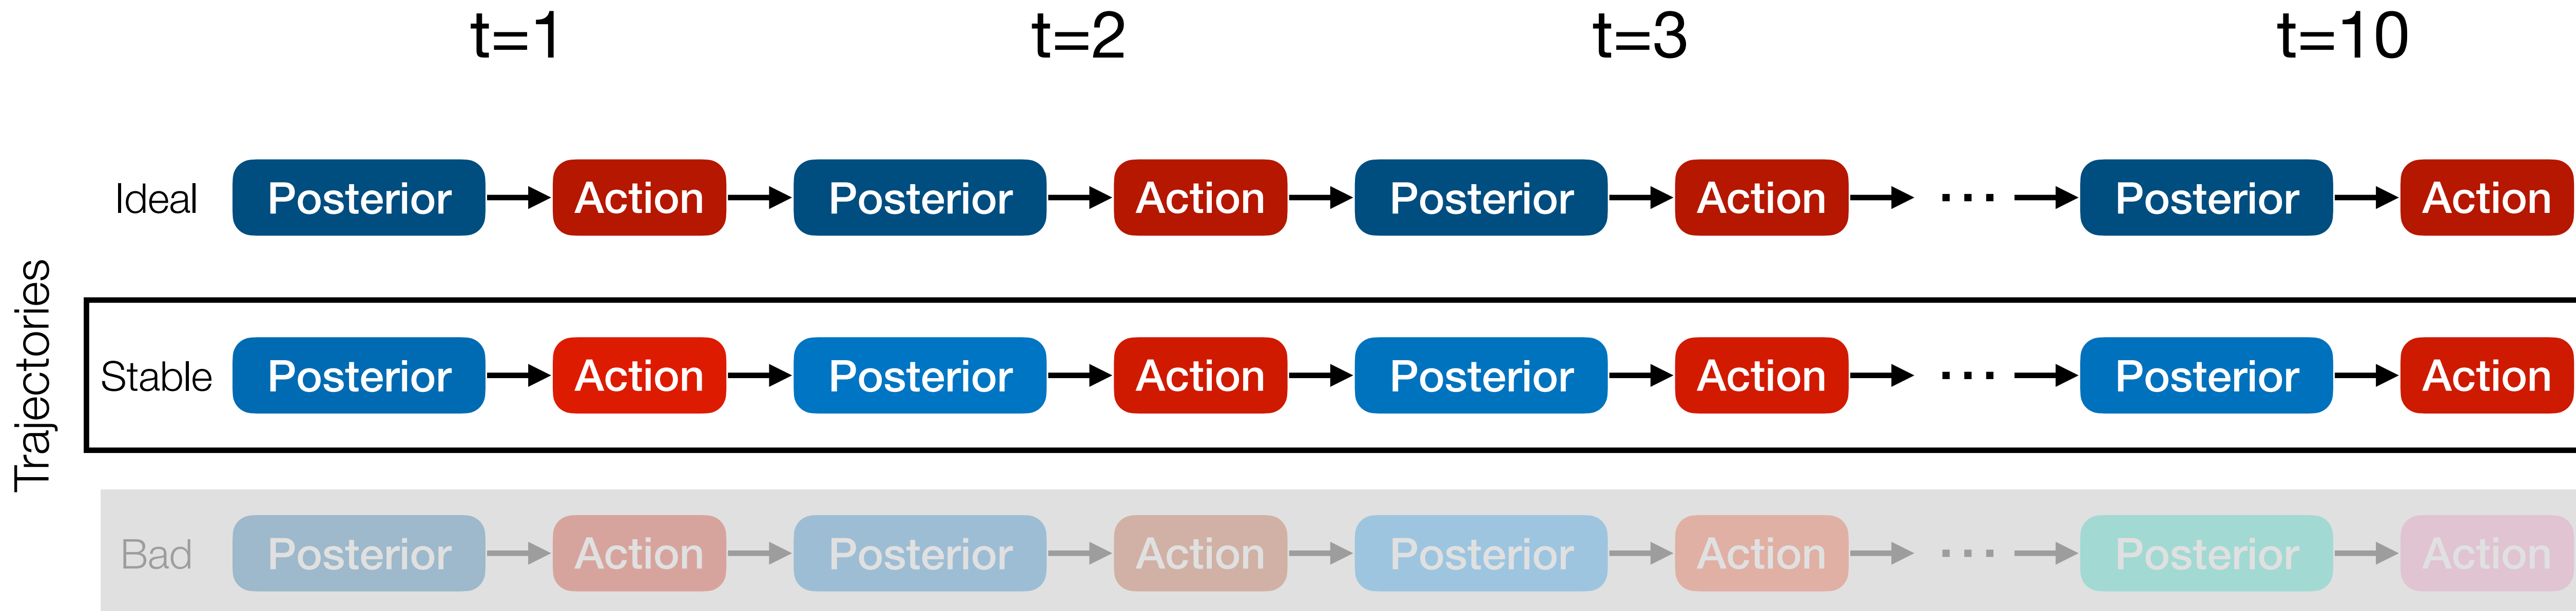 t=1 t=2 t=3 t=10
Ideal Posterior Action Posterior Action Posterior Action ... Posterior Action
Trajectories
Stable Posterior Action Posterior Action Posterior Action ... Posterior Action
Bad Posterior Action Posterior Action Posterior Action ... Posterior Action